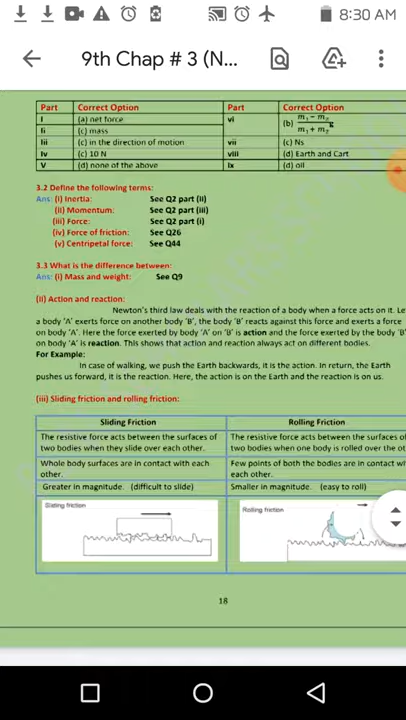 8:30 AM
9th Chap # 3 (N...
Part Correct Option Part Correct Option
I (a) net force vi (b) m₁ − m₂ / m₁ + m₂ g
Ii (c) mass
Iii (c) in the direction of motion vii (c) Ns
Iv (c) 10 N viii (d) Earth and Cart
V (d) none of the above ix (d) oil
3.2 Define the following terms:
Ans: (i) Inertia: See Q2 part (ii)
(ii) Momentum: See Q2 part (iii)
(iii) Force: See Q2 part (i)
(iv) Force of friction: See Q26
(v) Centripetal force: See Q44
3.3 What is the difference between:
Ans: (i) Mass and weight: See Q9
(ii) Action and reaction:
Newton's third law deals with the reaction of a body when a force acts on it. Le
a body 'A' exerts force on another body 'B', the body 'B' reacts against this force and exerts a force
on body 'A'. Here the force exerted by body 'A' on 'B' is action and the force exerted by the body 'B'
on body 'A' is reaction. This shows that action and reaction always act on different bodies.
For Example:
In case of walking, we push the Earth backwards, it is the action. In return, the Earth
pushes us forward, it is the reaction. Here, the action is on the Earth and the reaction is on us.
(iii) Sliding friction and rolling friction:
Sliding Friction Rolling Friction
The resistive force acts between the surfaces of The resistive force acts between the surfaces of
two bodies when they slide over each other. two bodies when one body is rolled over the ot
Whole body surfaces are in contact with each Few points of both the bodies are in contact wi
other. each other.
Greater in magnitude. (difficult to slide) Smaller in magnitude. (easy to roll)
Sliding friction Rolling friction
18